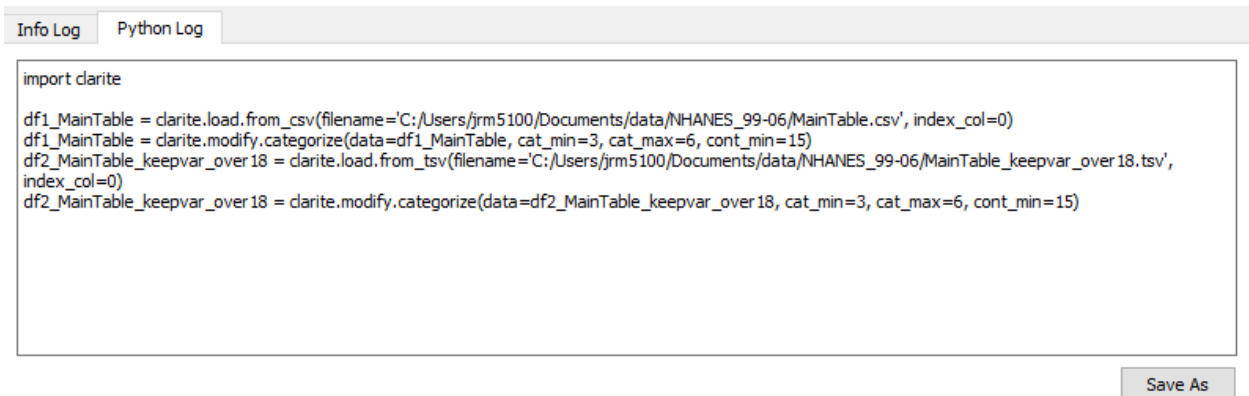 Info Log
Python Log
import clarite
df1_MainTable = clarite.load.from_csv(filename='C:/Users/jrm5100/Documents/data/NHANES_99-06/MainTable.csv', index_col=0)
df1_MainTable = clarite.modify.categorize(data=df1_MainTable, cat_min=3, cat_max=6, cont_min=15)
df2_MainTable_keepvar_over18 = clarite.load.from_tsv(filename='C:/Users/jrm5100/Documents/data/NHANES_99-06/MainTable_keepvar_over18.tsv',
index_col=0)
df2_MainTable_keepvar_over18 = clarite.modify.categorize(data=df2_MainTable_keepvar_over18, cat_min=3, cat_max=6, cont_min=15)
Save As